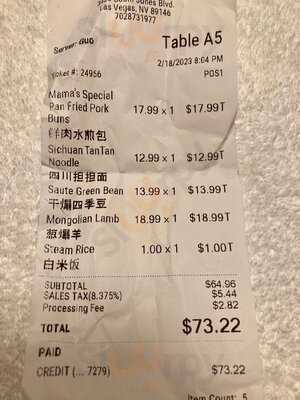 Las Vegas, NV 89146
7028731977
Server: Guo Table A5
2/18/2023 8:04 PM
Ticket #: 24956 POS1
Mama's Special
Pan Fried Pork 17.99 x 1 $17.99T
Buns
鲜肉水煎包
Sichuan TanTan 12.99 x 1 $12.99T
Noodle
四川担担面
Saute Green Bean 13.99 x 1 $13.99T
干煸四季豆
Mongolian Lamb 18.99 x 1 $18.99T
葱爆羊
Steam Rice 1.00 x 1 $1.00T
白米饭
SUBTOTAL $64.96
SALES TAX(8.375%) $5.44
Processing Fee $2.82
TOTAL $73.22
PAID
CREDIT (... 7279) $73.22
Item Count: 5